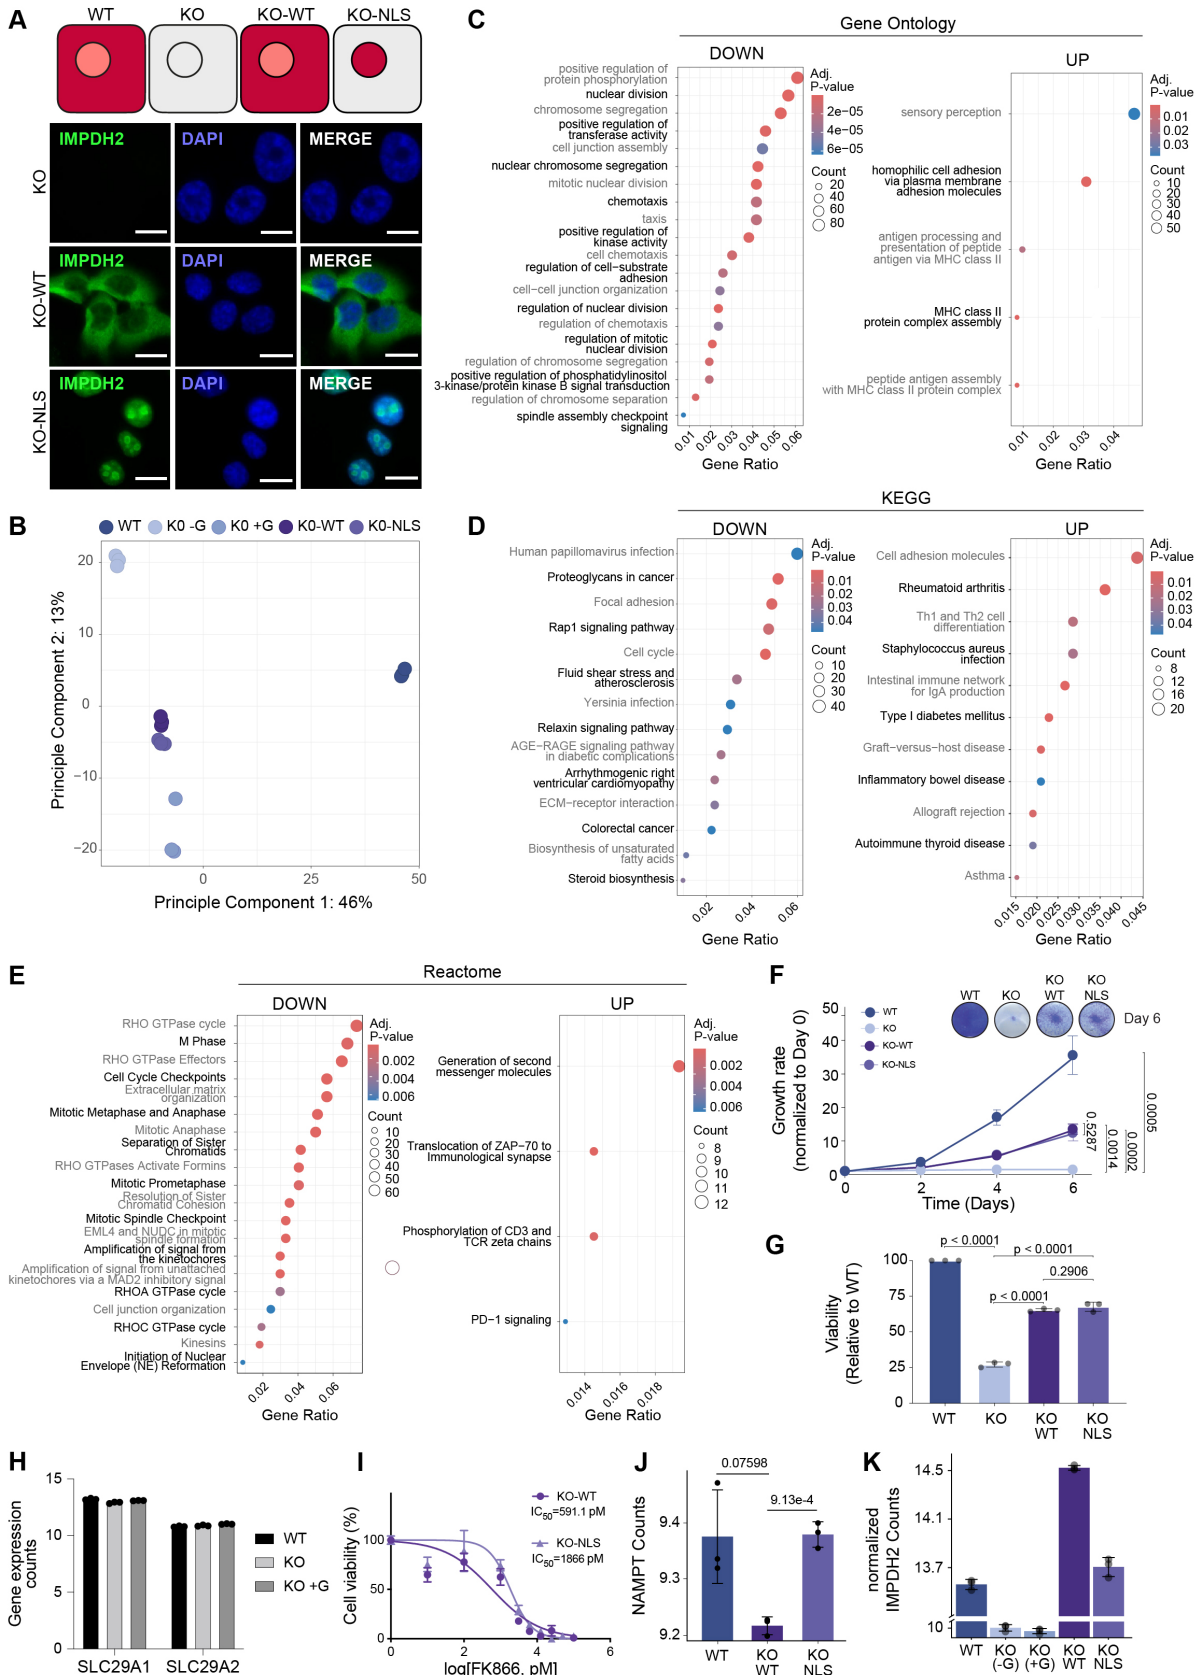 A
WT
KO
KO-WT
KO-NLS
IMPDH2
DAPI
MERGE
KO
IMPDH2
DAPI
MERGE
KO-WT
IMPDH2
DAPI
MERGE
KO-NLS
B
WT
K0 -G
K0 +G
K0-WT
K0-NLS
Principle Component 2: 13%
20
10
0
−10
−20
0
25
50
Principle Component 1: 46%
C
Gene Ontology
DOWN
positive regulation of
protein phosphorylation
nuclear division
chromosome segregation
positive regulation of
transferase activity
cell junction assembly
nuclear chromosome segregation
mitotic nuclear division
chemotaxis
taxis
positive regulation of
kinase activity
cell chemotaxis
regulation of cell−substrate
adhesion
cell−cell junction organization
regulation of nuclear division
regulation of chemotaxis
regulation of mitotic
nuclear division
regulation of chromosome segregation
positive regulation of phosphatidylinositol
3-kinase/protein kinase B signal transduction
regulation of chromosome separation
spindle assembly checkpoint
signaling
0.01
0.02
0.03
0.04
0.05
0.06
Gene Ratio
Adj.
P-value
2e−05
4e−05
6e−05
Count
20
40
60
80
UP
sensory perception
homophilic cell adhesion
via plasma membrane
adhesion molecules
antigen processing and
presentation of peptide
antigen via MHC class II
MHC class II
protein complex assembly
peptide antigen assembly
with MHC class II protein complex
0.01
0.02
0.03
0.04
Gene Ratio
Adj.
P-value
0.01
0.02
0.03
Count
10
20
30
40
50
D
KEGG
DOWN
Human papillomavirus infection
Proteoglycans in cancer
Focal adhesion
Rap1 signaling pathway
Cell cycle
Fluid shear stress and
atherosclerosis
Yersinia infection
Relaxin signaling pathway
AGE−RAGE signaling pathway
in diabetic complications
Arrhythmogenic right
ventricular cardiomyopathy
ECM−receptor interaction
Colorectal cancer
Biosynthesis of unsaturated
fatty acids
Steroid biosynthesis
0.02
0.04
0.06
Gene Ratio
Adj.
P-value
0.01
0.02
0.03
0.04
Count
10
20
30
40
UP
Cell adhesion molecules
Rheumatoid arthritis
Th1 and Th2 cell
differentiation
Staphylococcus aureus
infection
Intestinal immune network
for IgA production
Type I diabetes mellitus
Graft−versus−host disease
Inflammatory bowel disease
Allograft rejection
Autoimmune thyroid disease
Asthma
0.015
0.020
0.025
0.030
0.035
0.040
0.045
Gene Ratio
Adj.
P-value
0.01
0.02
0.03
0.04
Count
8
12
16
20
E
Reactome
DOWN
RHO GTPase cycle
M Phase
RHO GTPase Effectors
Cell Cycle Checkpoints
Extracellular matrix
organization
Mitotic Metaphase and Anaphase
Mitotic Anaphase
Separation of Sister
Chromatids
RHO GTPases Activate Formins
Mitotic Prometaphase
Resolution of Sister
Chromatid Cohesion
Mitotic Spindle Checkpoint
EML4 and NUDC in mitotic
spindle formation
Amplification of signal from
the kinetochores
Amplification of signal from unattached
kinetochores via a MAD2 inhibitory signal
RHOA GTPase cycle
Cell junction organization
RHOC GTPase cycle
Kinesins
Initiation of Nuclear
Envelope (NE) Reformation
0.02
0.04
0.06
Gene Ratio
Adj.
P-value
0.002
0.004
0.006
Count
10
20
30
40
50
60
UP
Generation of second
messenger molecules
Translocation of ZAP−70 to
Immunological synapse
Phosphorylation of CD3 and
TCR zeta chains
PD−1 signaling
0.014
0.016
0.018
Gene Ratio
Adj.
P-value
0.002
0.004
0.006
Count
8
9
10
11
12
F
Growth rate
(normalized to Day 0)
50
40
30
20
10
0
0
2
4
6
Time (Days)
WT
KO
KO-WT
KO-NLS
WT
KO
KO
WT
KO
NLS
Day 6
0.5287
0.0014
0.0002
0.0005
G
Viability
(Relative to WT)
100
75
50
25
0
p < 0.0001
p < 0.0001
0.2906
p < 0.0001
WT
KO
KO
WT
KO
NLS
H
Gene expression
counts
15
10
5
0
SLC29A1
SLC29A2
WT
KO
KO +G
I
Cell viability (%)
100
50
0
0
2
4
6
log[FK866, pM]
KO-WT
IC50=591.1 pM
KO-NLS
IC50=1866 pM
J
NAMPT Counts
9.4
9.3
9.2
0.07598
9.13e-4
WT
KO
WT
KO
NLS
K
normalized
IMPDH2 Counts
14.5
14.1
13.7
10
WT
KO
(-G)
KO
(+G)
KO
WT
KO
NLS